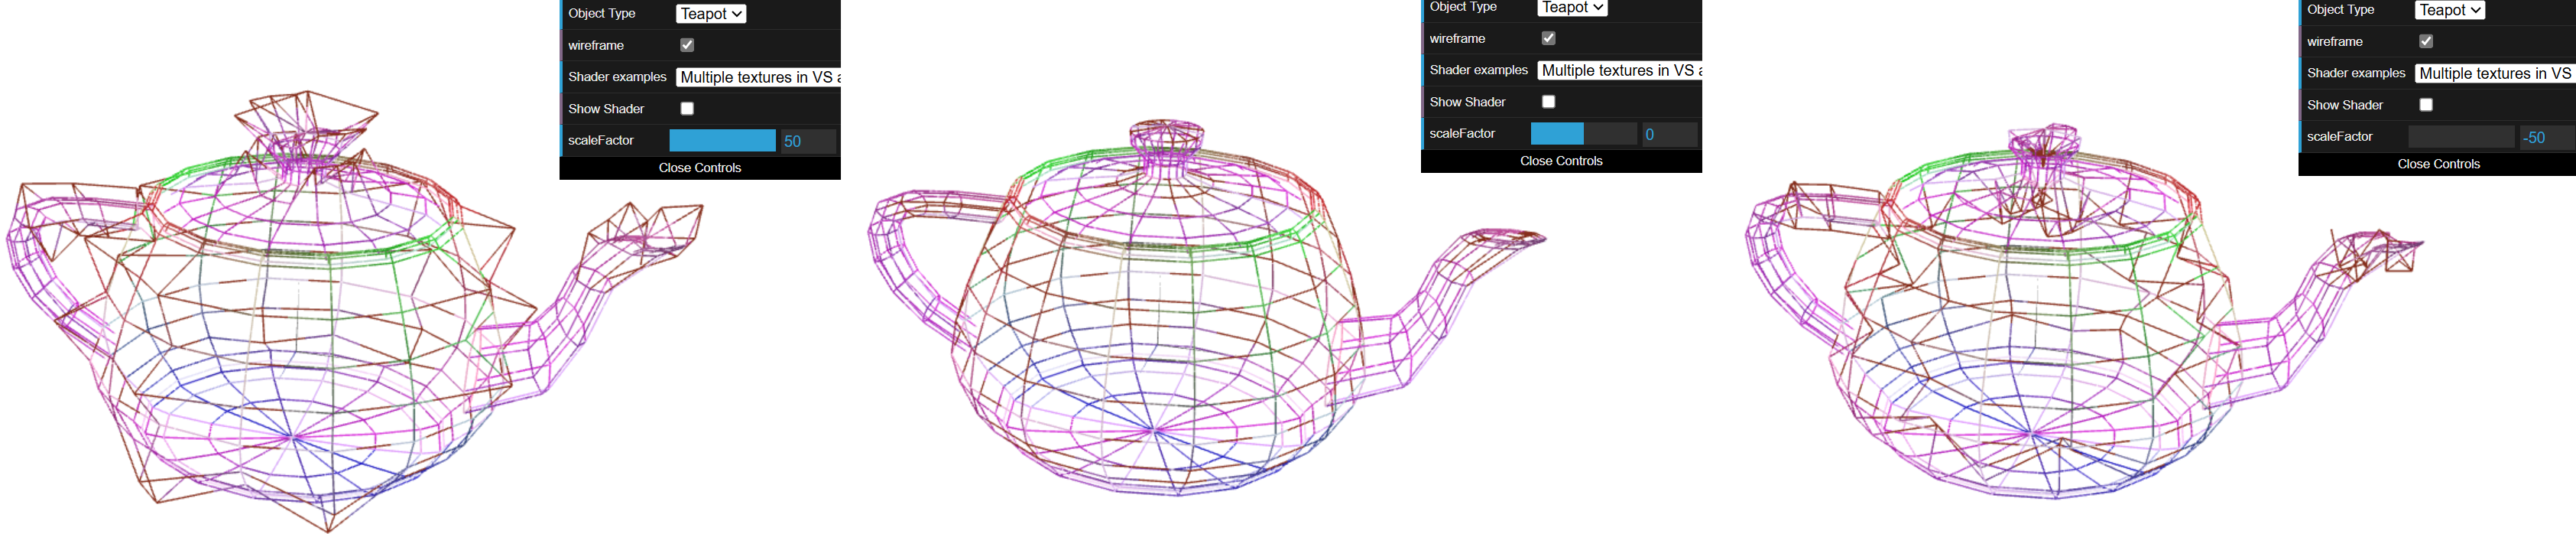 Object Type Teapot
wireframe
Shader examples Multiple textures in VS a
Show Shader
scaleFactor 50
Close Controls
Object Type Teapot
wireframe
Shader examples Multiple textures in VS a
Show Shader
scaleFactor 0
Close Controls
Object Type Teapot
wireframe
Shader examples Multiple textures in VS
Show Shader
scaleFactor -50
Close Controls